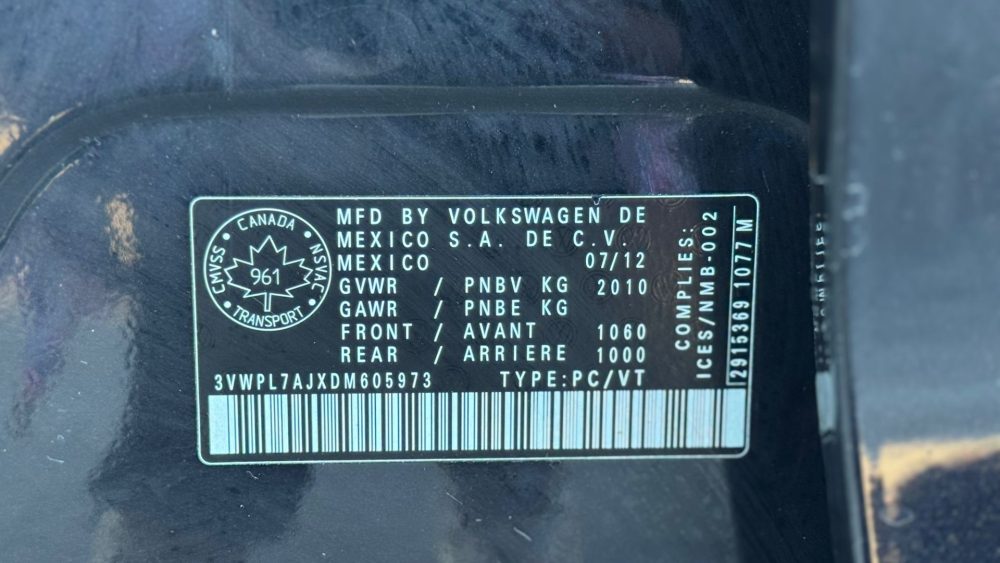 CANADA
CMVSS
NSVAC
961
TRANSPORT
MFD BY VOLKSWAGEN DE
MEXICO S.A. DE C.V.
MEXICO 07/12
GVWR / PNBV KG 2010
GAWR / PNBE KG
FRONT / AVANT 1060
REAR / ARRIERE 1000
3VWPL7AJXDM605973 TYPE:PC/VT
COMPLIES:
ICES/NMB-002
2915369 1077 M